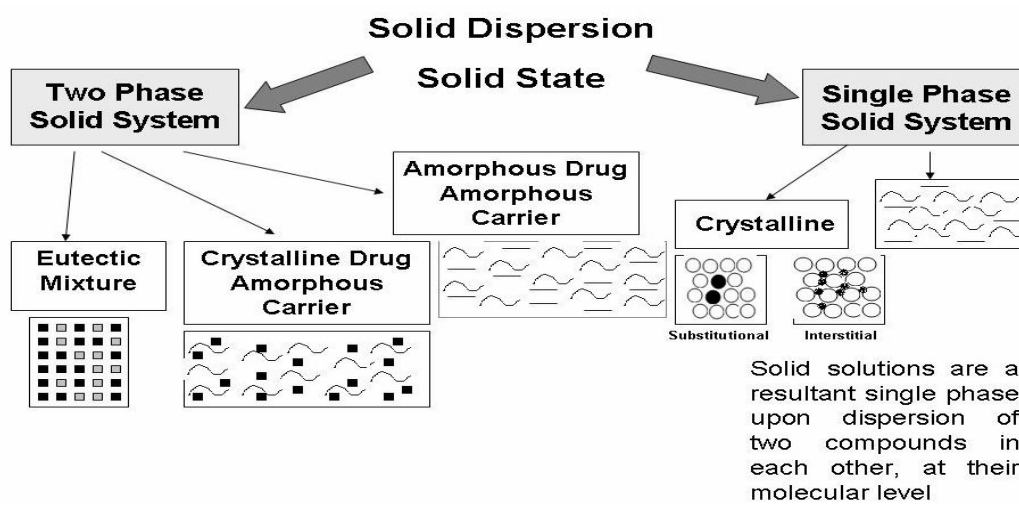 Solid Dispersion
Solid State
Two Phase
Solid System
Single Phase
Solid System
Amorphous Drug
Amorphous
Carrier
Crystalline
Eutectic
Mixture
Crystalline Drug
Amorphous
Carrier
Substitutional
Interstitial
Solid solutions are a
resultant single phase
upon dispersion of
two compounds in
each other, at their
molecular level